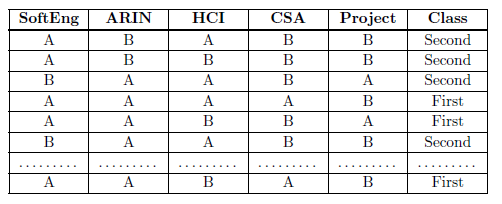 SoftEng ARIN HCI CSA Project Class
A B A B B Second
A B B B B Second
B A A B A Second
A A A A B First
A A B B A First
B A A B B Second
......... ......... ......... ......... ......... .........
A A B A B First